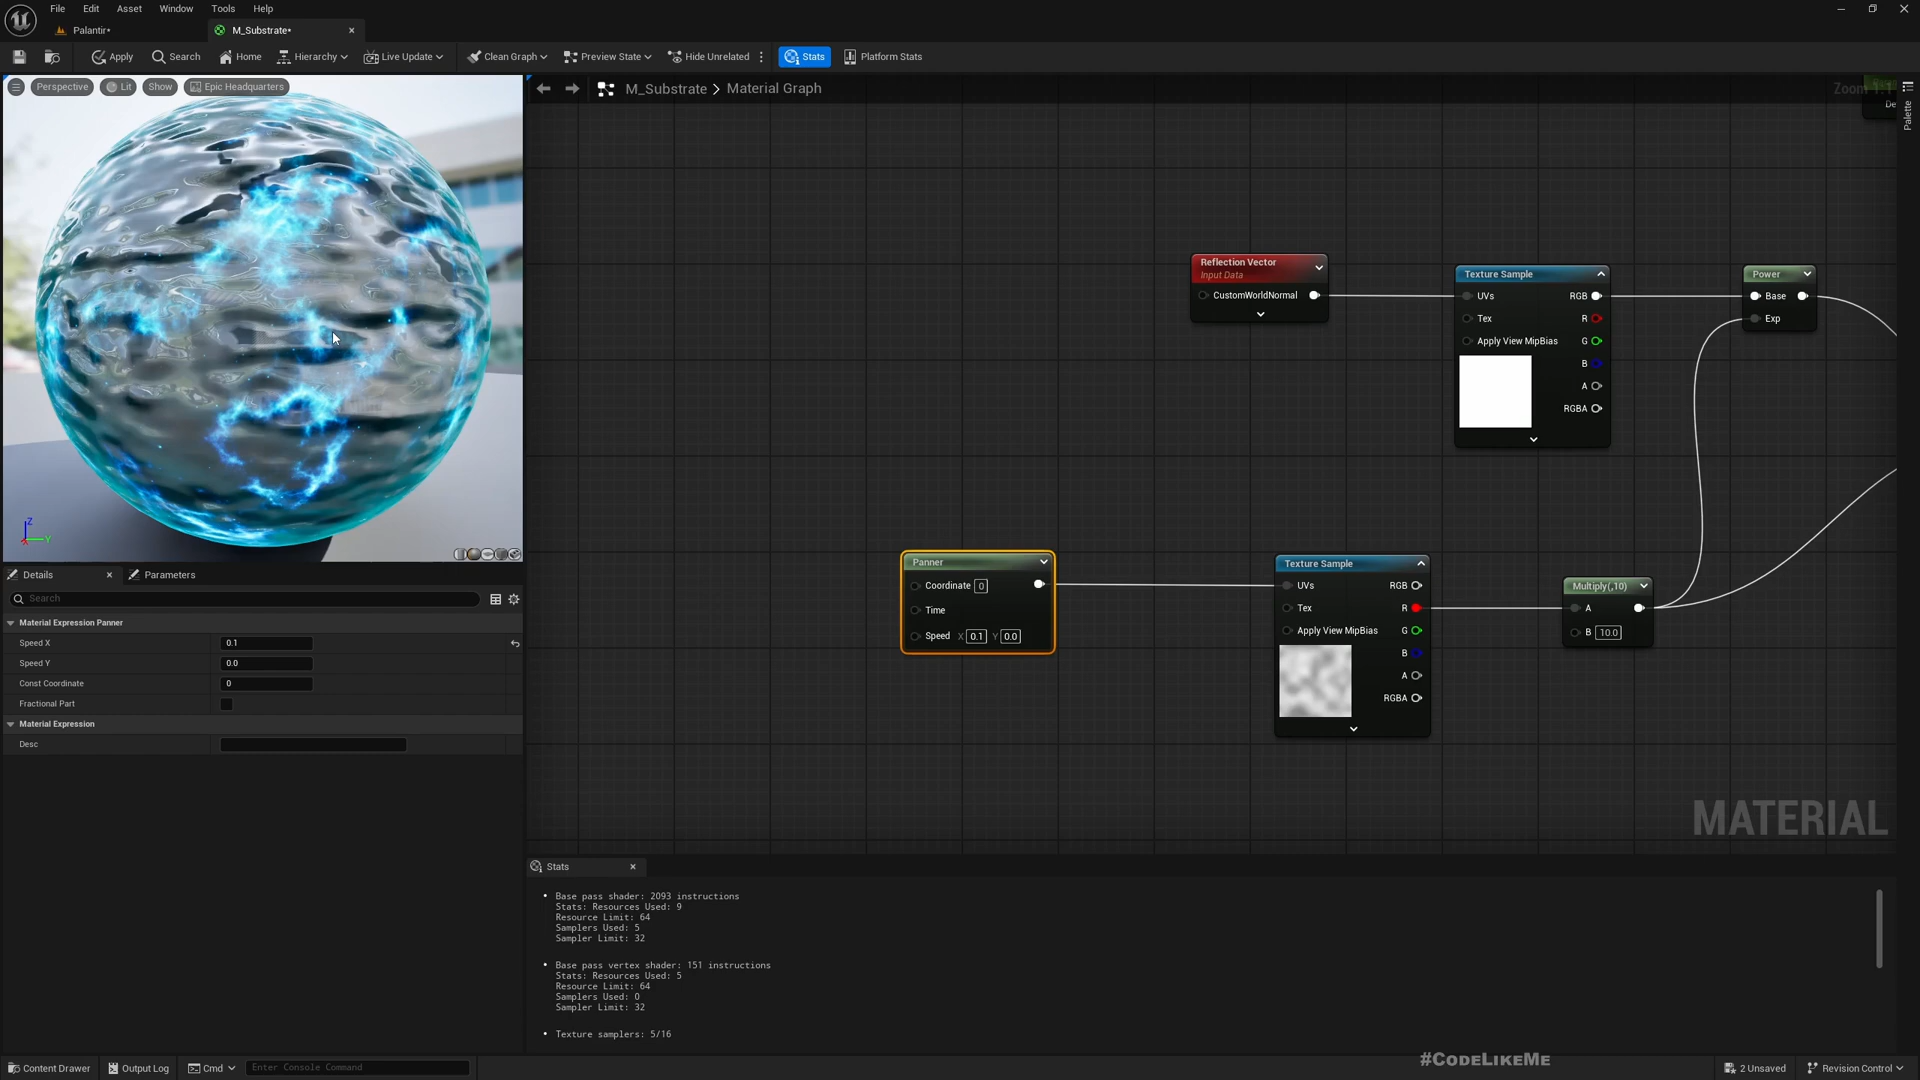 File Edit Asset Window Tools Help
Palantir•
M_Substrate•
Apply Search Home Hierarchy Live Update Clean Graph Preview State Hide Unrelated Stats Platform Stats
Perspective Lit Show Epic Headquarters
M_Substrate > Material Graph
Zoom 1:1
De
Palette
Reflection Vector
Input Data
CustomWorldNormal
Texture Sample
UVs RGB
Tex R
Apply View MipBias G
B
A
RGBA
Power
Base
Exp
Z
Y
X
Panner
Coordinate 0
Time
Speed X 0.1 Y 0.0
Texture Sample
UVs RGB
Tex R
Apply View MipBias G
B
A
RGBA
Multiply(,10)
A
B 10.0
MATERIAL
Details Parameters
Search
Material Expression Panner
Speed X 0.1
Speed Y 0.0
Const Coordinate 0
Fractional Part
Material Expression
Desc
Stats
• Base pass shader: 2093 instructions
Stats: Resources Used: 9
Resource Limit: 64
Samplers Used: 5
Sampler Limit: 32
• Base pass vertex shader: 151 instructions
Stats: Resources Used: 5
Resource Limit: 64
Samplers Used: 0
Sampler Limit: 32
• Texture samplers: 5/16
#CodeLikeMe
Content Drawer Output Log Cmd Enter Console Command 2 Unsaved Revision Control